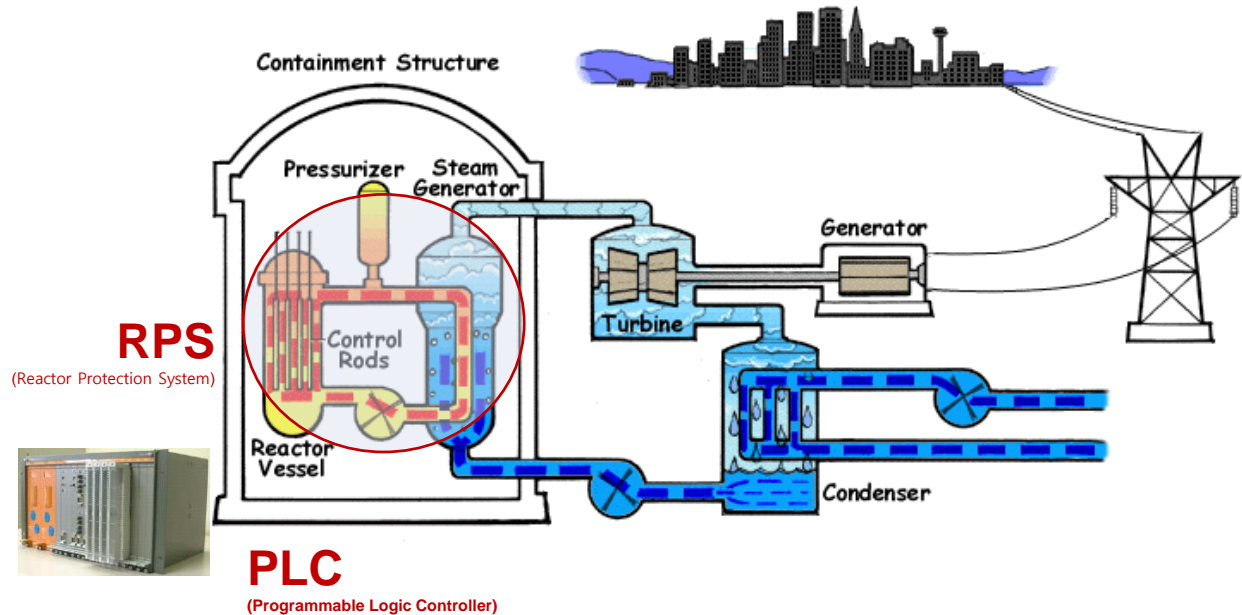 Containment Structure
Pressurizer
Steam
Generator
Generator
Turbine
Control
Rods
RPS
(Reactor Protection System)
Reactor
Vessel
Condenser
PLC
(Programmable Logic Controller)